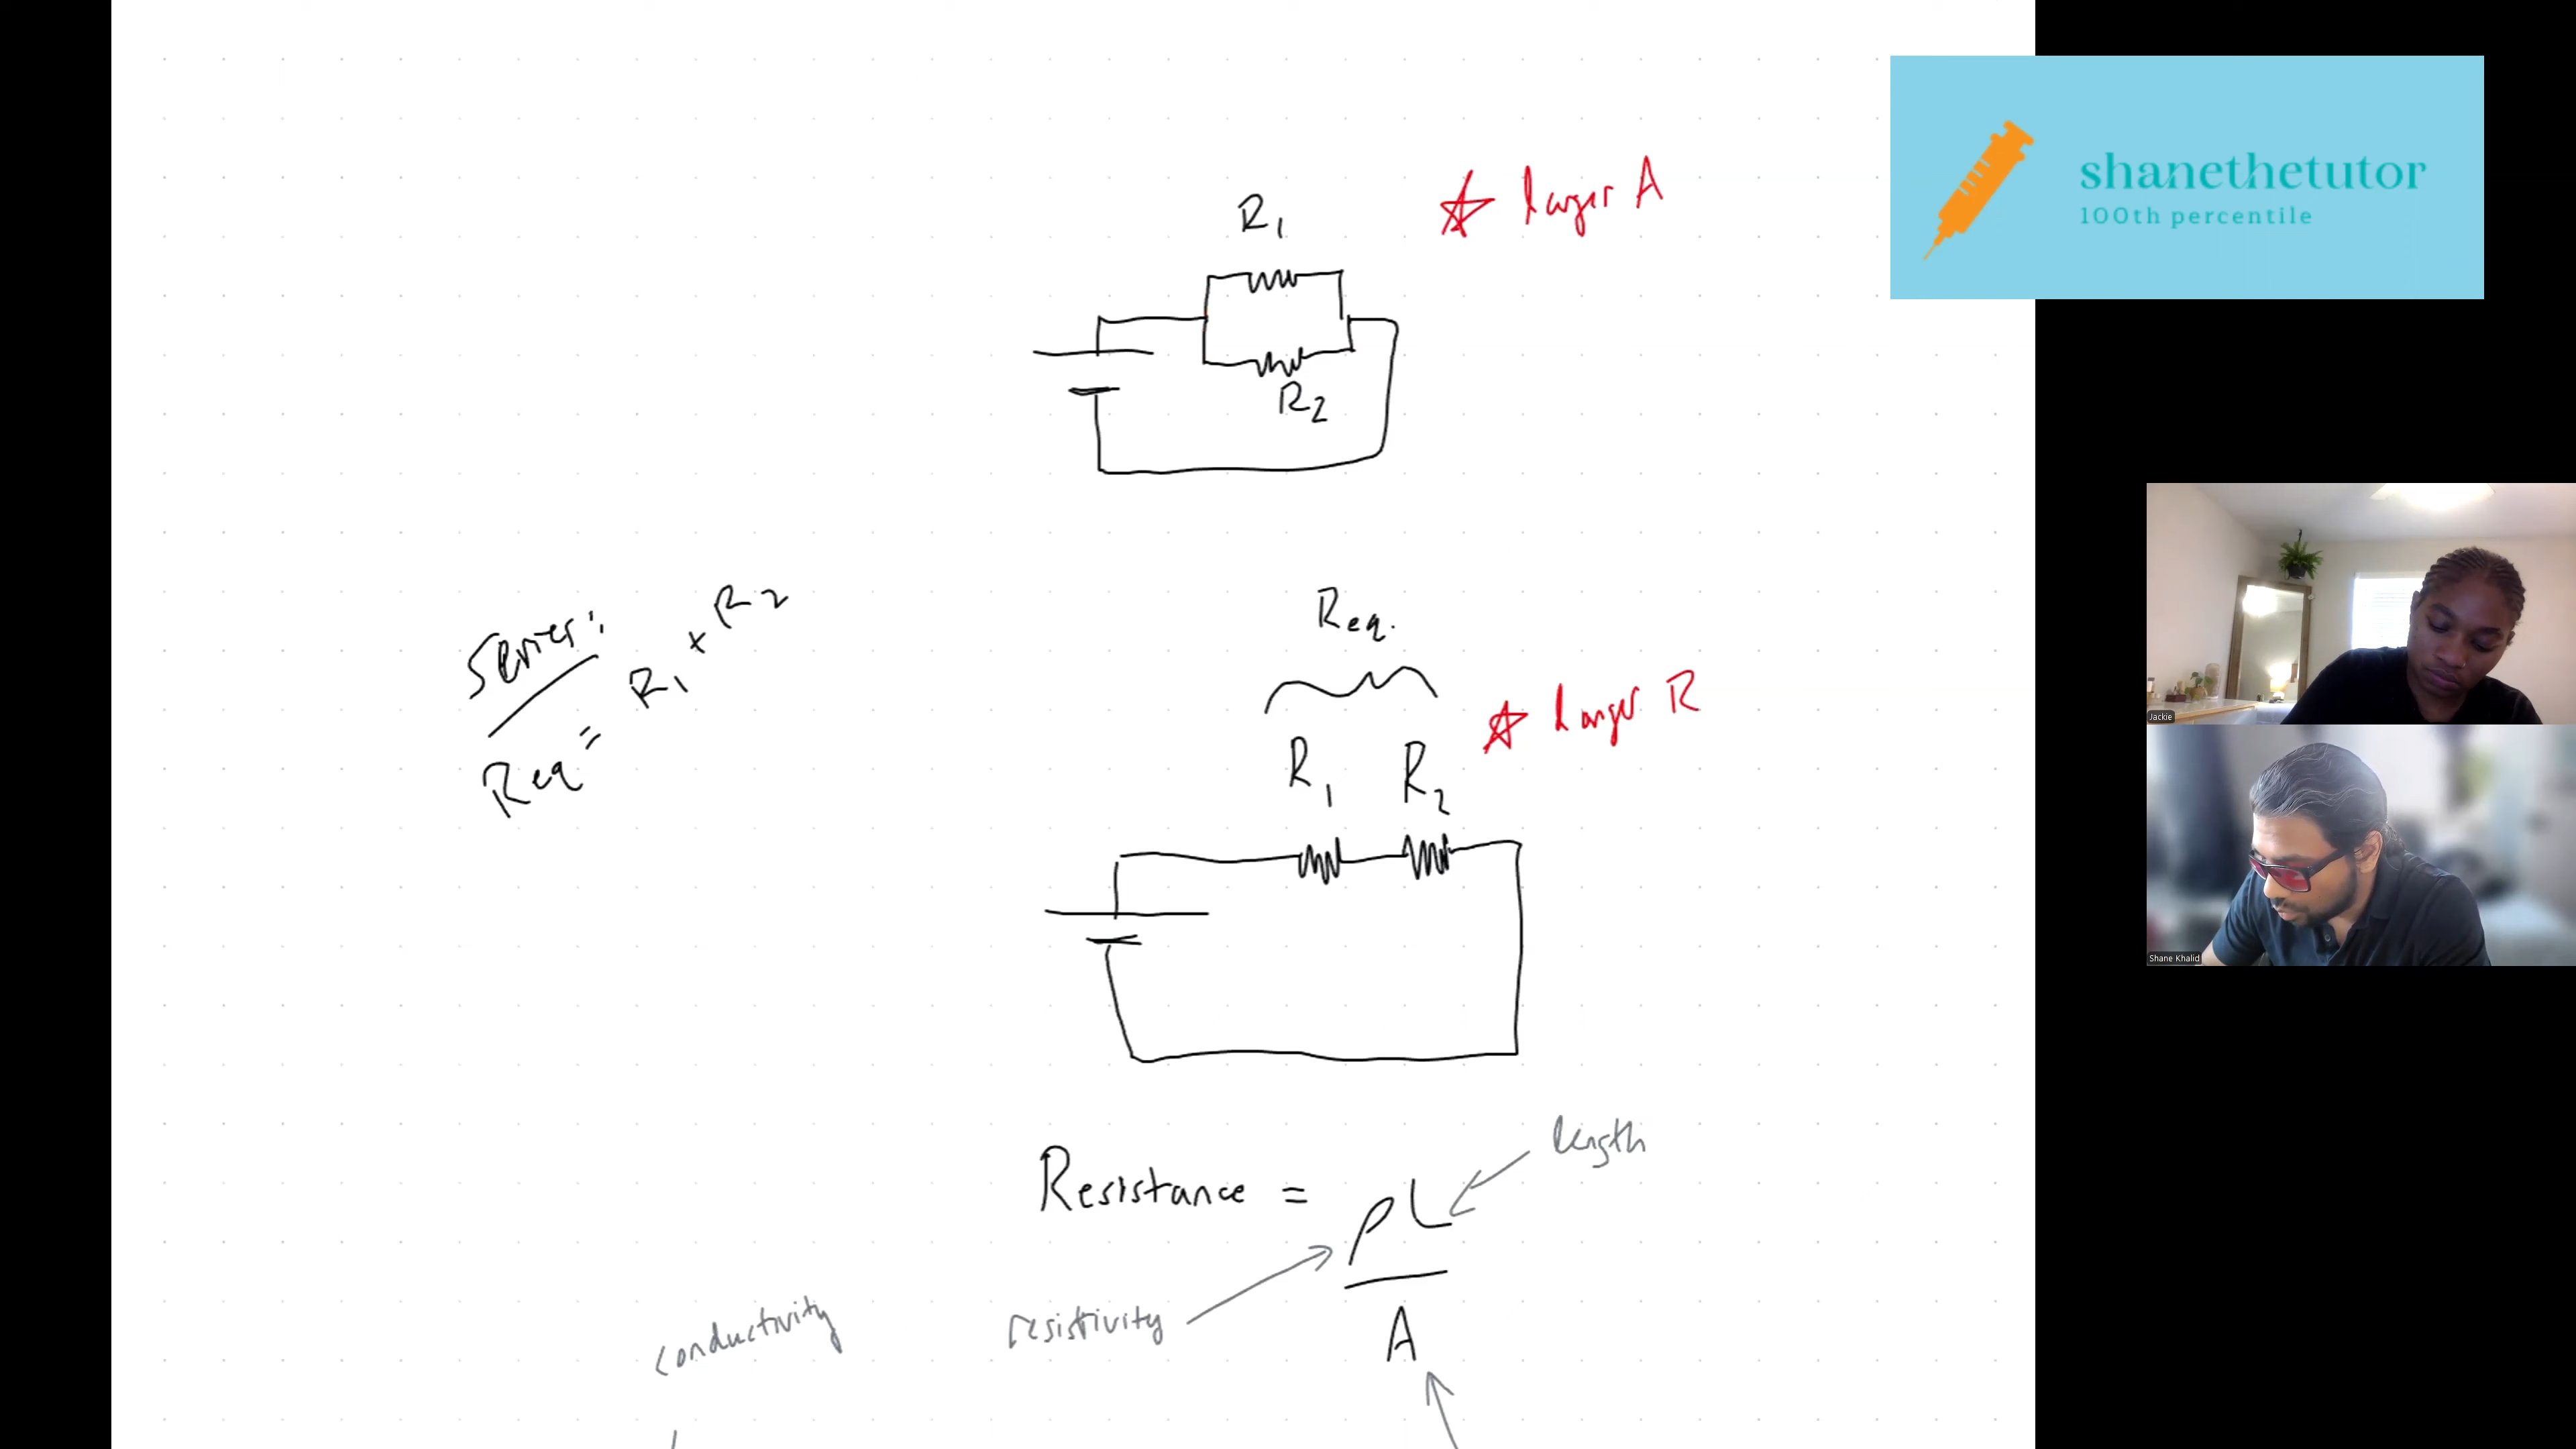 R1
★ larger A
R2
shanethetutor
100th percentile
Series:
Req = R1 + R2
Req.
★ larger R
R1 R2
Jackie
Shane Khalid
Resistance = ρL
A
length
resistivity
conductivity